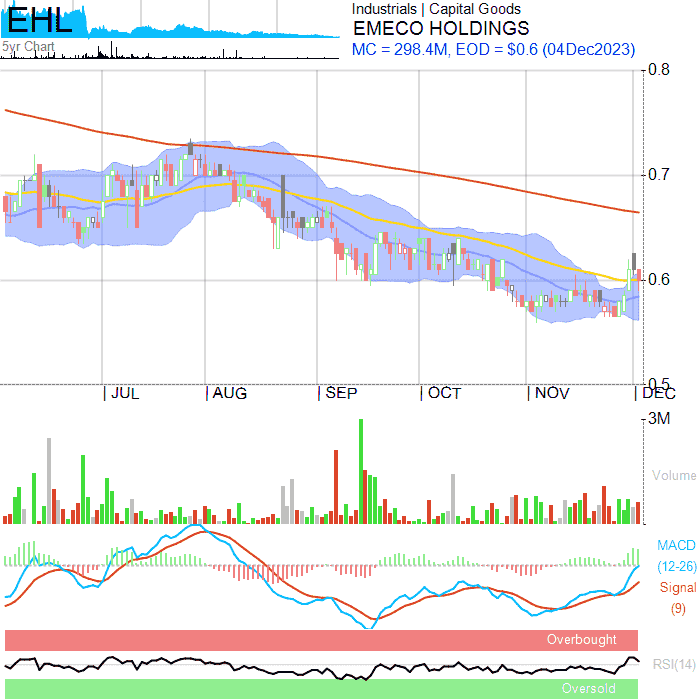 EHL
5yr Chart
Industrials | Capital Goods
EMECO HOLDINGS
MC = 298.4M, EOD = $0.6 (04Dec2023)
0.8
0.7
0.6
0.5
| JUL | AUG | SEP | OCT | NOV | DEC
3M
Volume
MACD
(12-26)
Signal
(9)
Overbought
RSI(14)
Oversold